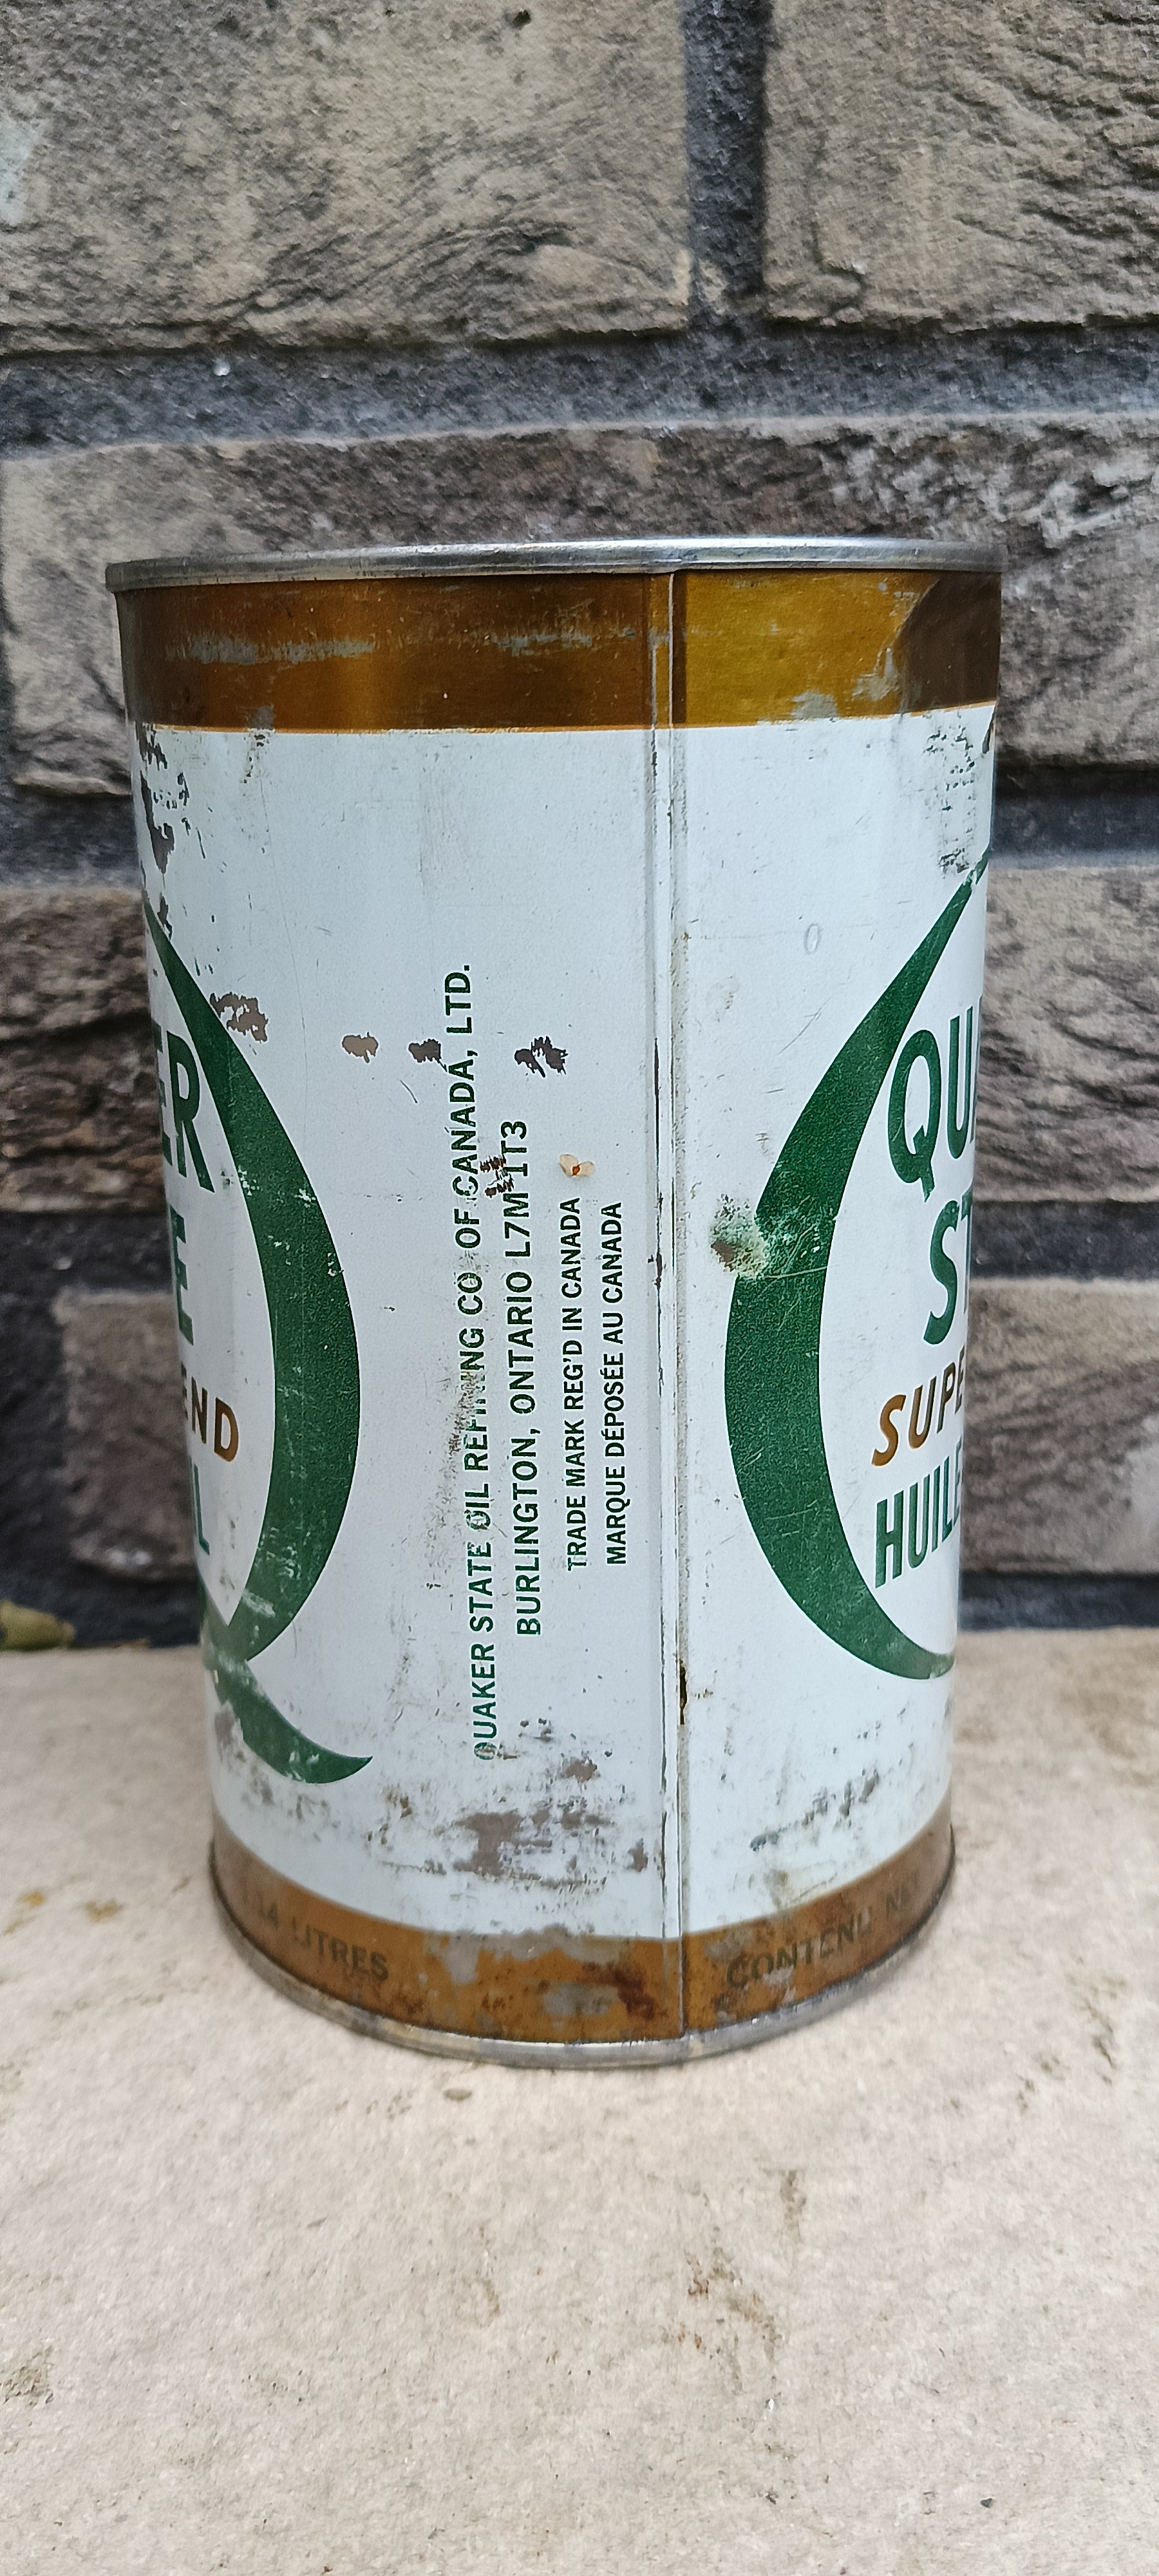 ER
E
END
L
QUAKER STATE OIL REFINING CO. OF CANADA, LTD.
BURLINGTON, ONTARIO L7M 1T3
TRADE MARK REG'D IN CANADA
MARQUE DÉPOSÉE AU CANADA
14 LITRES
QU
ST
SUPE
HUILE
CONTENU NET